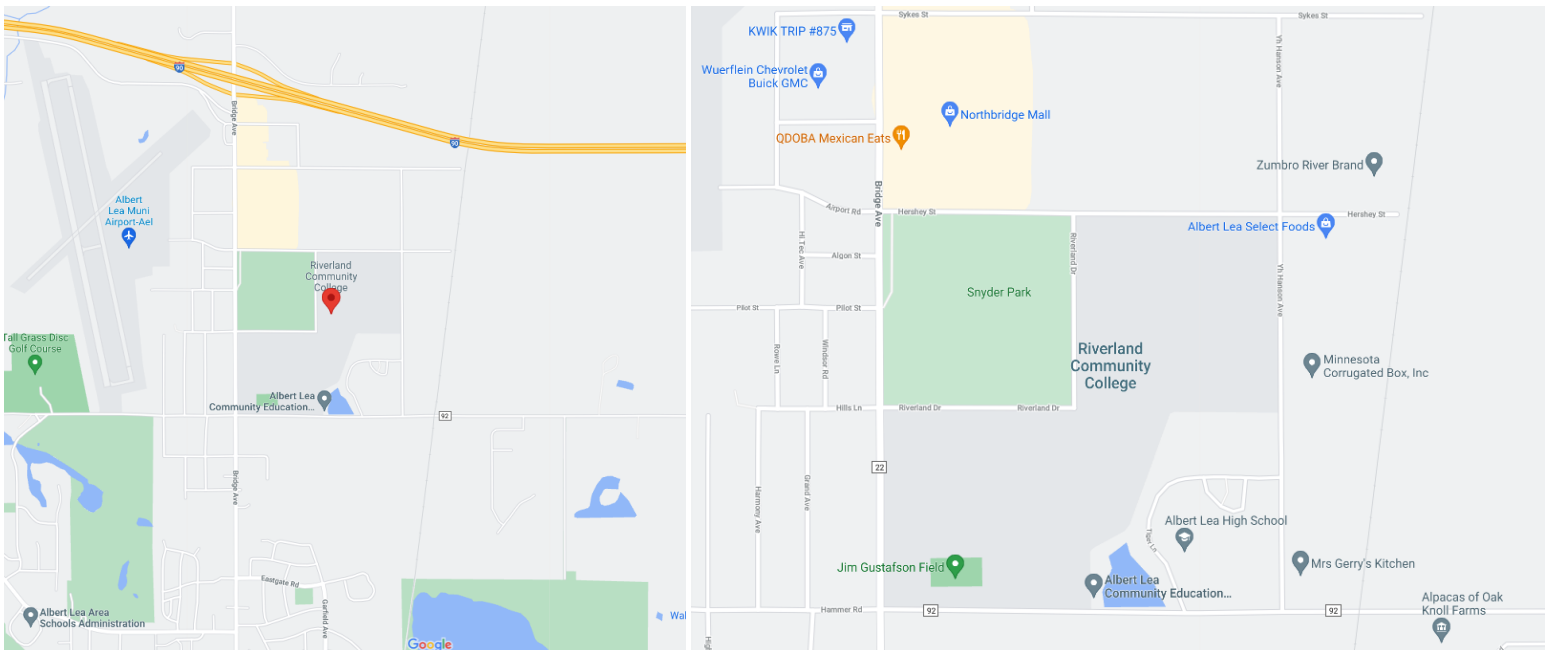 90
Bridge Ave
90
Albert
Lea Muni
Airport-Ael
Riverland
Community
College
Tall Grass Disc
Golf Course
Albert Lea
Community Education...
92
Bridge Ave
Eastgate Rd
Garfield Ave
Albert Lea Area
Schools Administration
Wal
Google
Sykes St
Sykes St
KWIK TRIP #875
Wuerflein Chevrolet
Buick GMC
Northbridge Mall
QDOBA Mexican Eats
Yh Hanson Ave
Zumbro River Brand
Bridge Ave
Airport Rd
Hershey St
Hershey St
Albert Lea Select Foods
Hi Tec Ave
Algon St
Riverland Dr
Yh Hanson Ave
Snyder Park
Pilot St
Pilot St
Rowe Ln
Windsor Rd
Riverland
Community
College
Minnesota
Corrugated Box, Inc
Hills Ln
Riverland Dr
Riverland Dr
22
Harmony Ave
Grand Ave
Albert Lea High School
Tiger Ln
Jim Gustafson Field
Mrs Gerry's Kitchen
Albert Lea
Community Education...
Alpacas of Oak
Knoll Farms
Hammer Rd
92
92